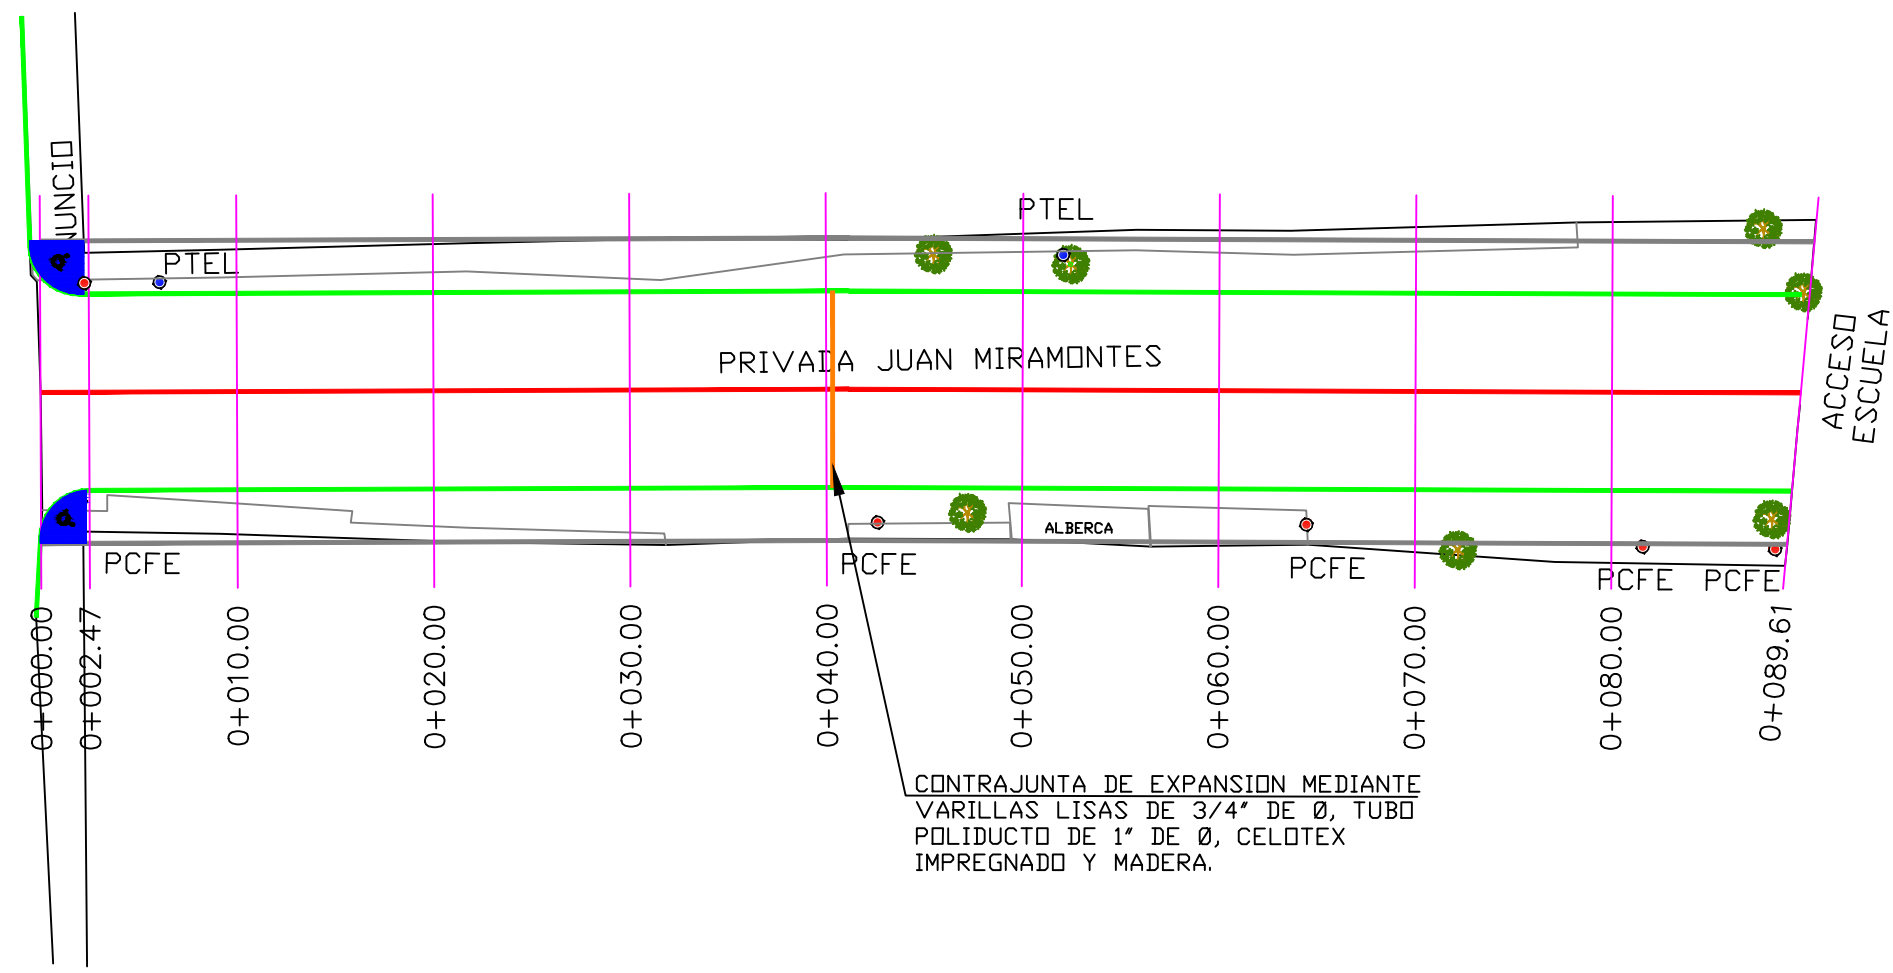 NUNCIO
PTEL
PTEL
PRIVADA JUAN MIRAMONTES
ACCESO
ESCUELA
ALBERCA
PCFE
PCFE
PCFE
PCFE
PCFE
0+000.00
0+002.47
0+010.00
0+020.00
0+030.00
0+040.00
0+050.00
0+060.00
0+070.00
0+080.00
0+089.61
CONTRAJUNTA DE EXPANSION MEDIANTE
VARILLAS LISAS DE 3/4" DE Ø, TUBO
POLIDUCTO DE 1" DE Ø, CELOTEX
IMPREGNADO Y MADERA.